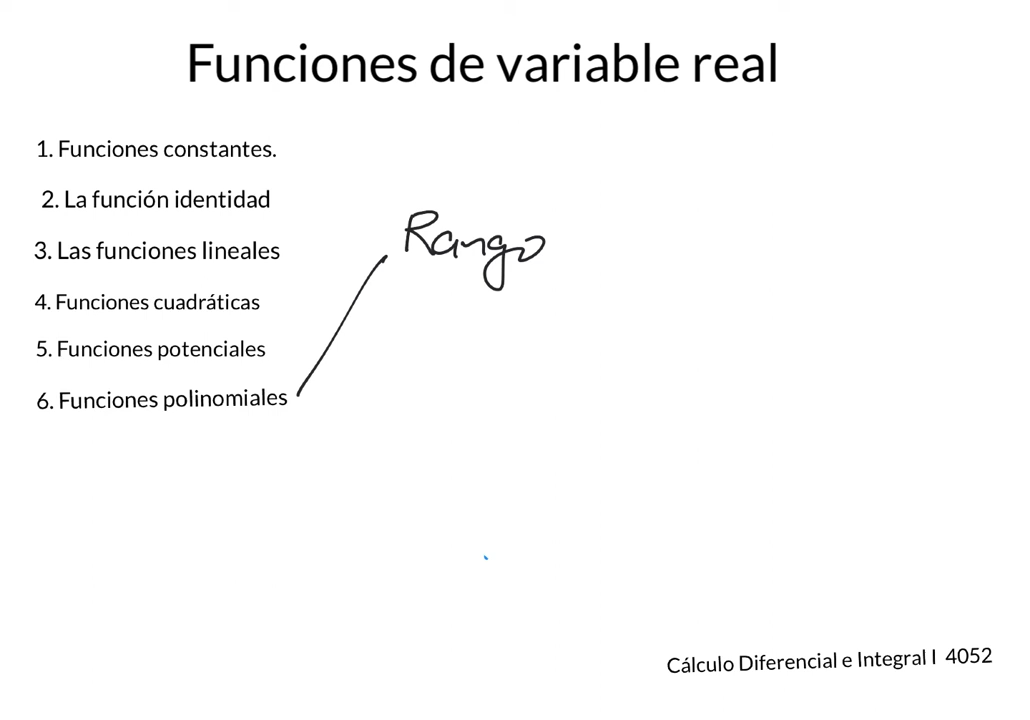 Funciones de variable real
1. Funciones constantes.
2. La función identidad
3. Las funciones lineales
4. Funciones cuadráticas
5. Funciones potenciales
6. Funciones polinomiales
Rango
Cálculo Diferencial e Integral I 4052